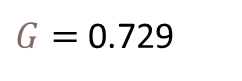 G = 0.729